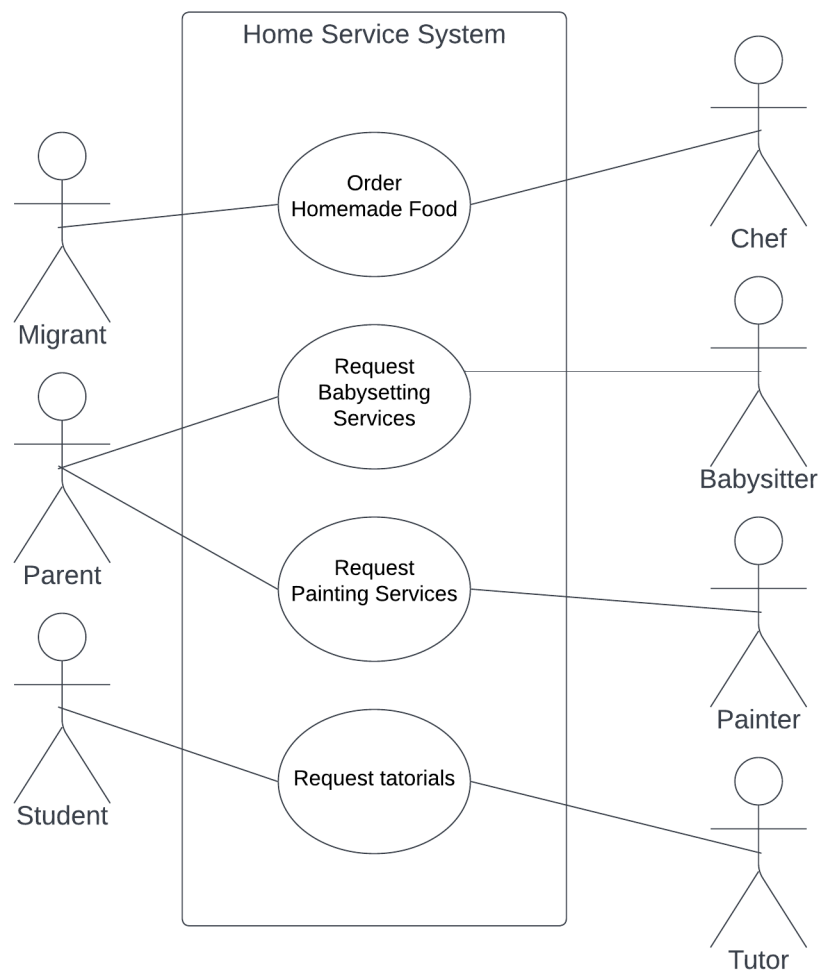 Home Service System
Order
Homemade Food
Chef
Migrant
Request
Babysetting
Services
Babysitter
Parent
Request
Painting Services
Painter
Request tatorials
Student
Tutor